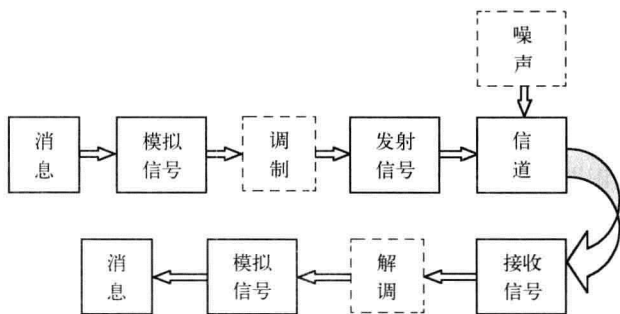 噪
声
消
息
模拟
信号
调
制
发射
信号
信
道
消
息
模拟
信号
解
调
接收
信号